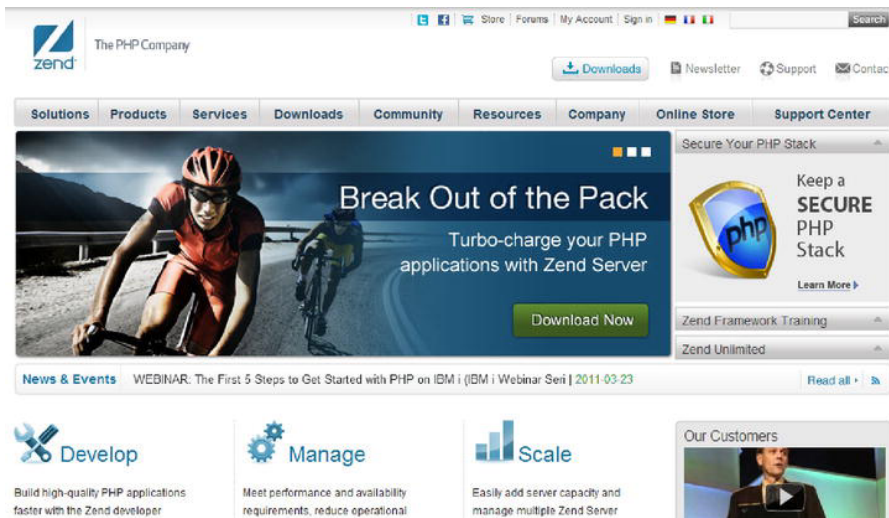 Store | Forums | My Account | Sign in
Search
zend
The PHP Company
Downloads
Newsletter
Support
Contac
Solutions Products Services Downloads Community Resources Company Online Store Support Center
Break Out of the Pack
Turbo-charge your PHP
applications with Zend Server
Download Now
Secure Your PHP Stack
php
Keep a
SECURE
PHP
Stack
Learn More
Zend Framework Training
Zend Unlimited
News & Events WEBINAR: The First 5 Steps to Get Started with PHP on IBM i (IBM i Webinar Seri | 2011-03-23
Read all
Develop
Build high-quality PHP applications
faster with the Zend developer
Manage
Meet performance and availability
requirements, reduce operational
Scale
Easily add server capacity and
manage multiple Zend Server
Our Customers